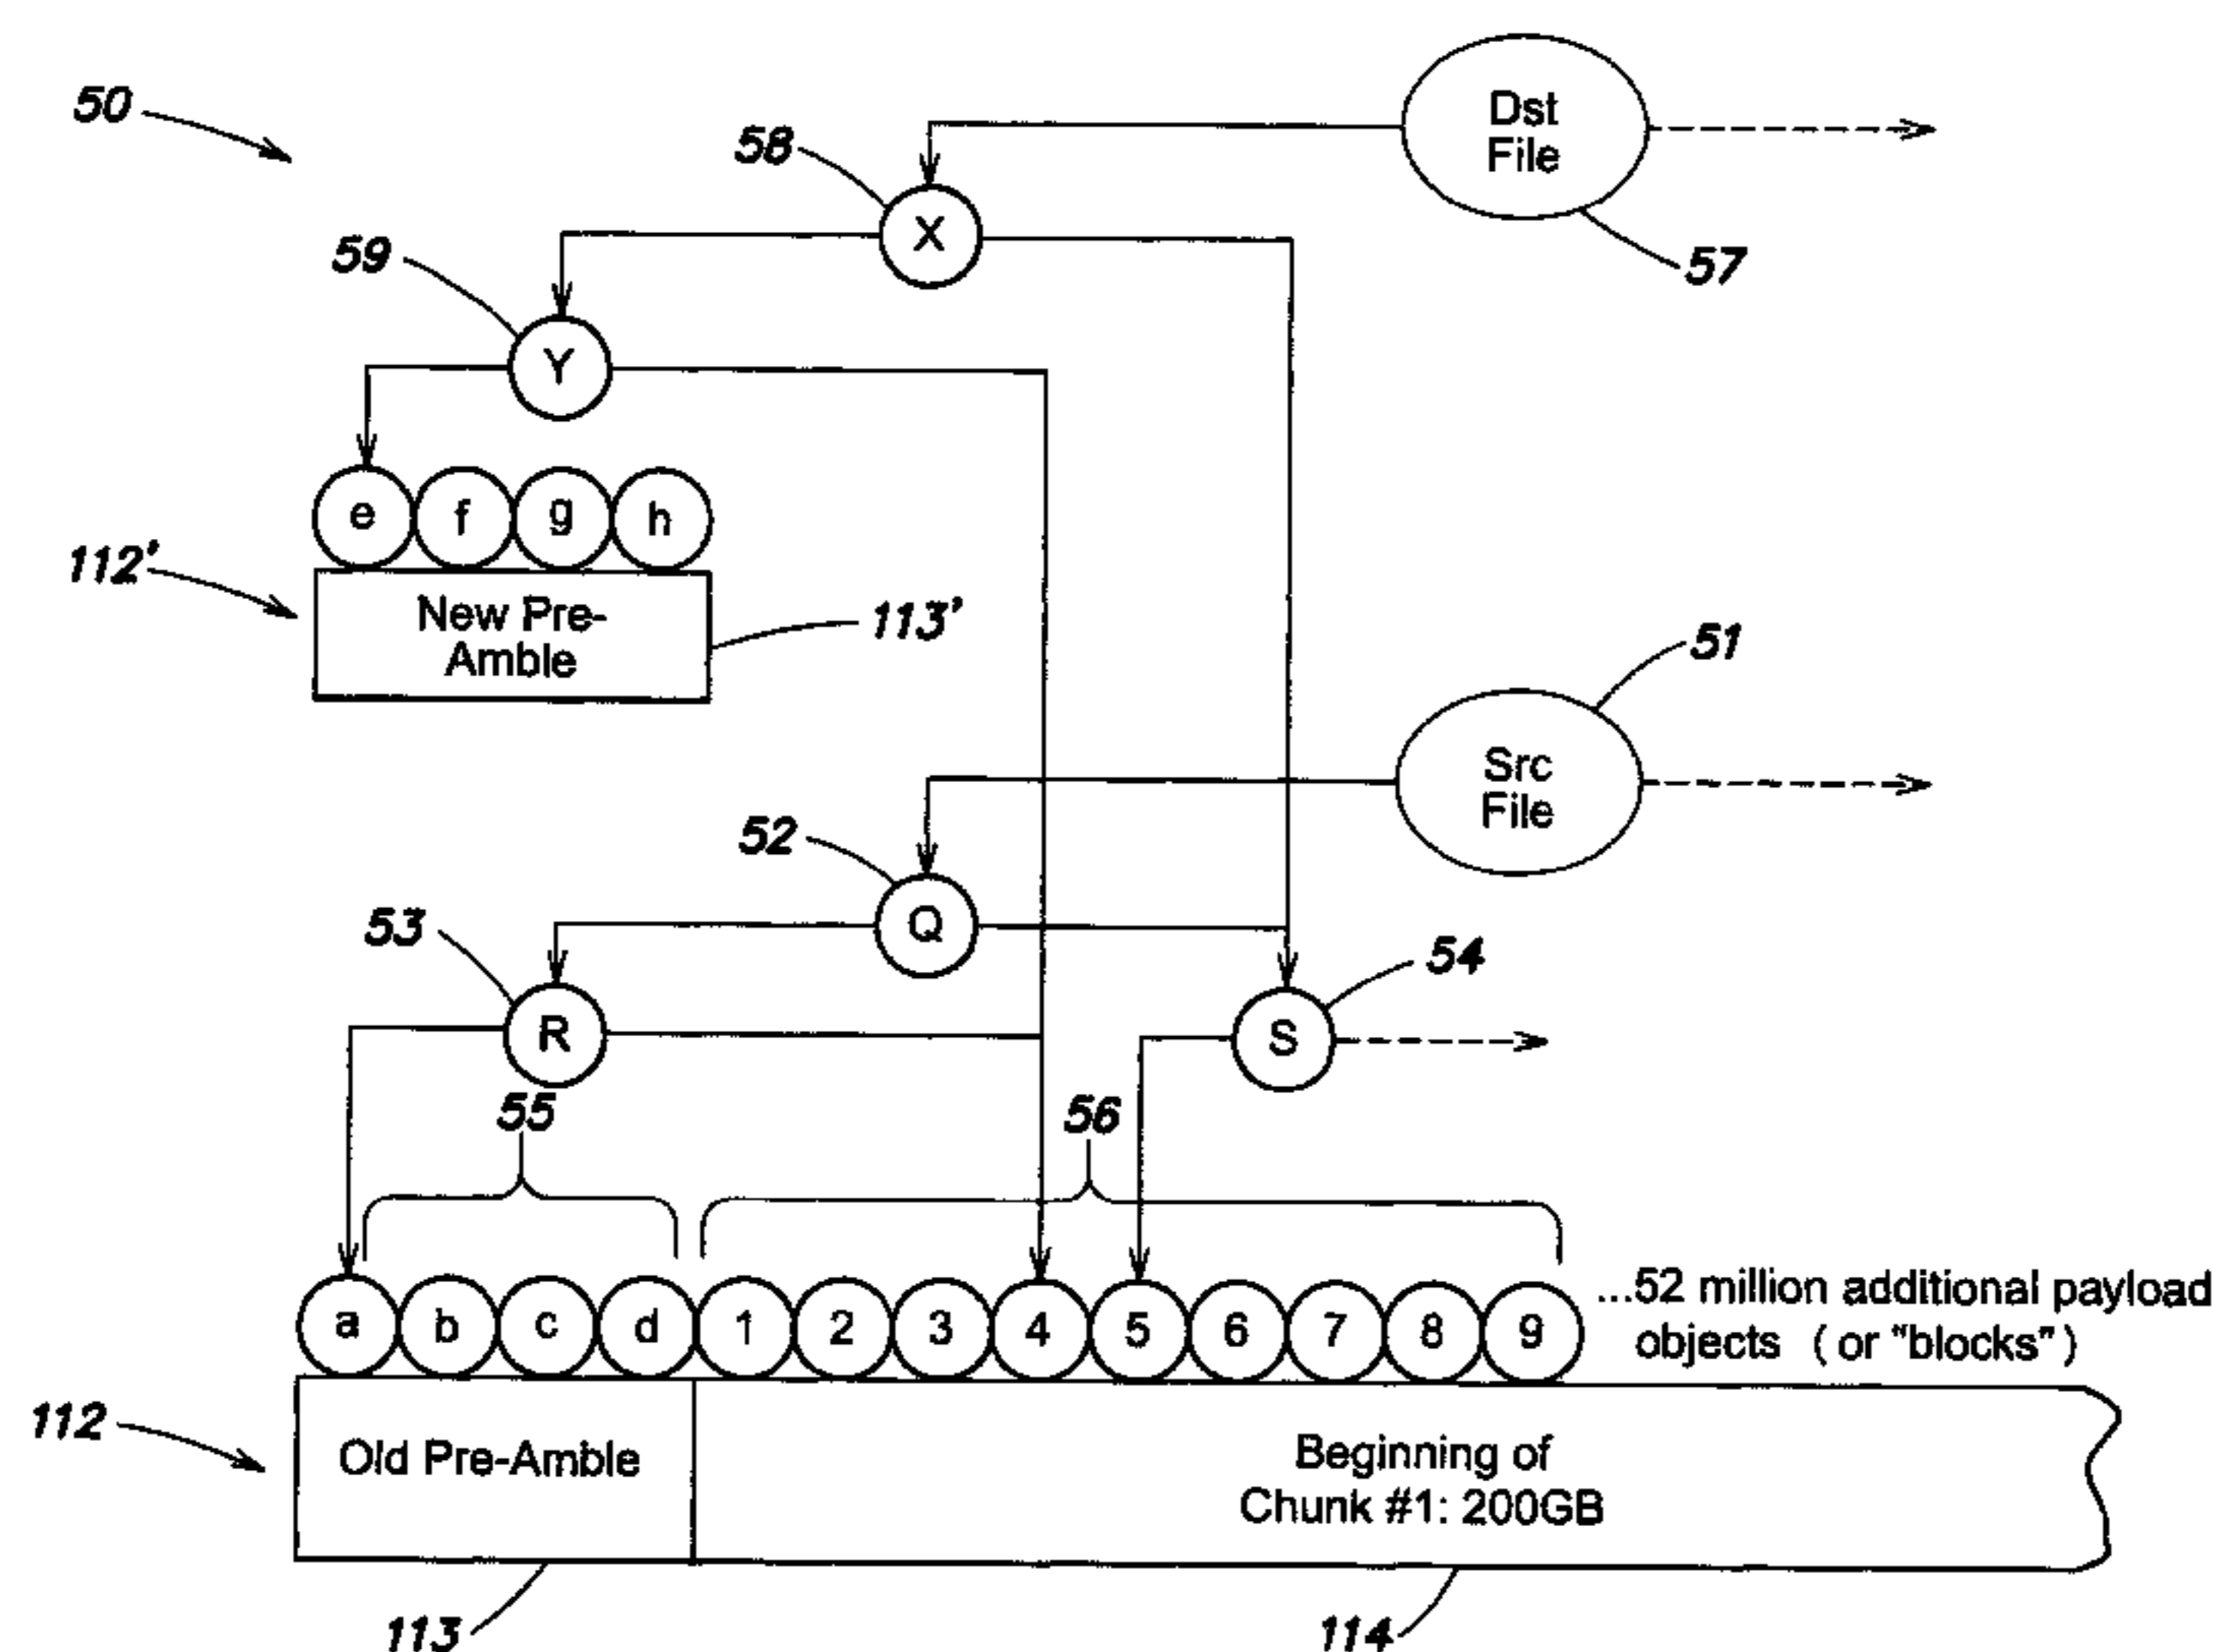 50
58
Dst
File
57
X
59
Y
e f g h
112'
New Pre-
Amble
113'
51
Src
File
52
Q
53
54
R
S
55
56
a b c d 1 2 3 4 5 6 7 8 9
...52 million additional payload
objects ( or "blocks")
112
Old Pre-Amble
Beginning of
Chunk #1: 200GB
113
114